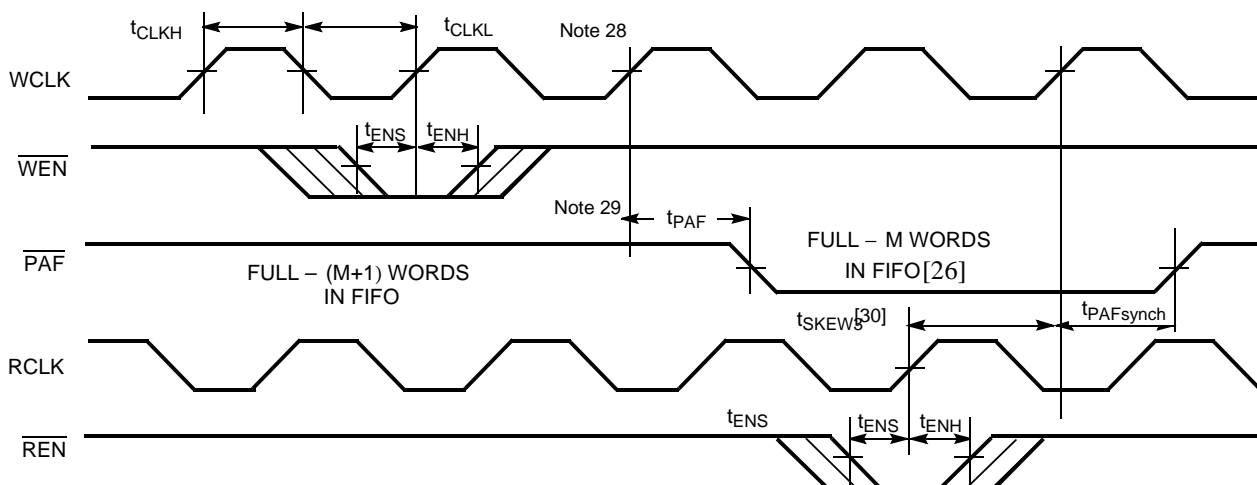 tCLKH
tCLKL
Note 28
WCLK
tENS
tENH
WEN
Note 29
tPAF
PAF
FULL – (M+1) WORDS
IN FIFO
FULL – M WORDS
IN FIFO[26]
tSKEW3[30]
tPAFsynch
RCLK
tENS
tENS
tENH
REN